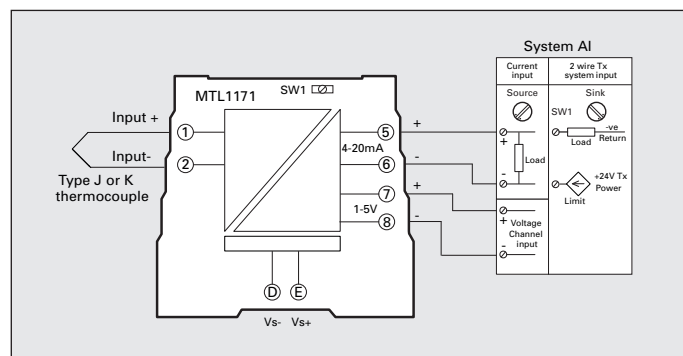 System AI
Current input
2 wire Tx system input
MTL1171
SW1
Source
Sink
SW1
Input +
1
5
+
+
Load
-ve
Return
4-20mA
Load
Input-
2
6
-
-
+24V Tx
Power
Type J or K
thermocouple
7
+
Limit
1-5V
+
Voltage
Channel
input
8
-
-
D
E
Vs-
Vs+